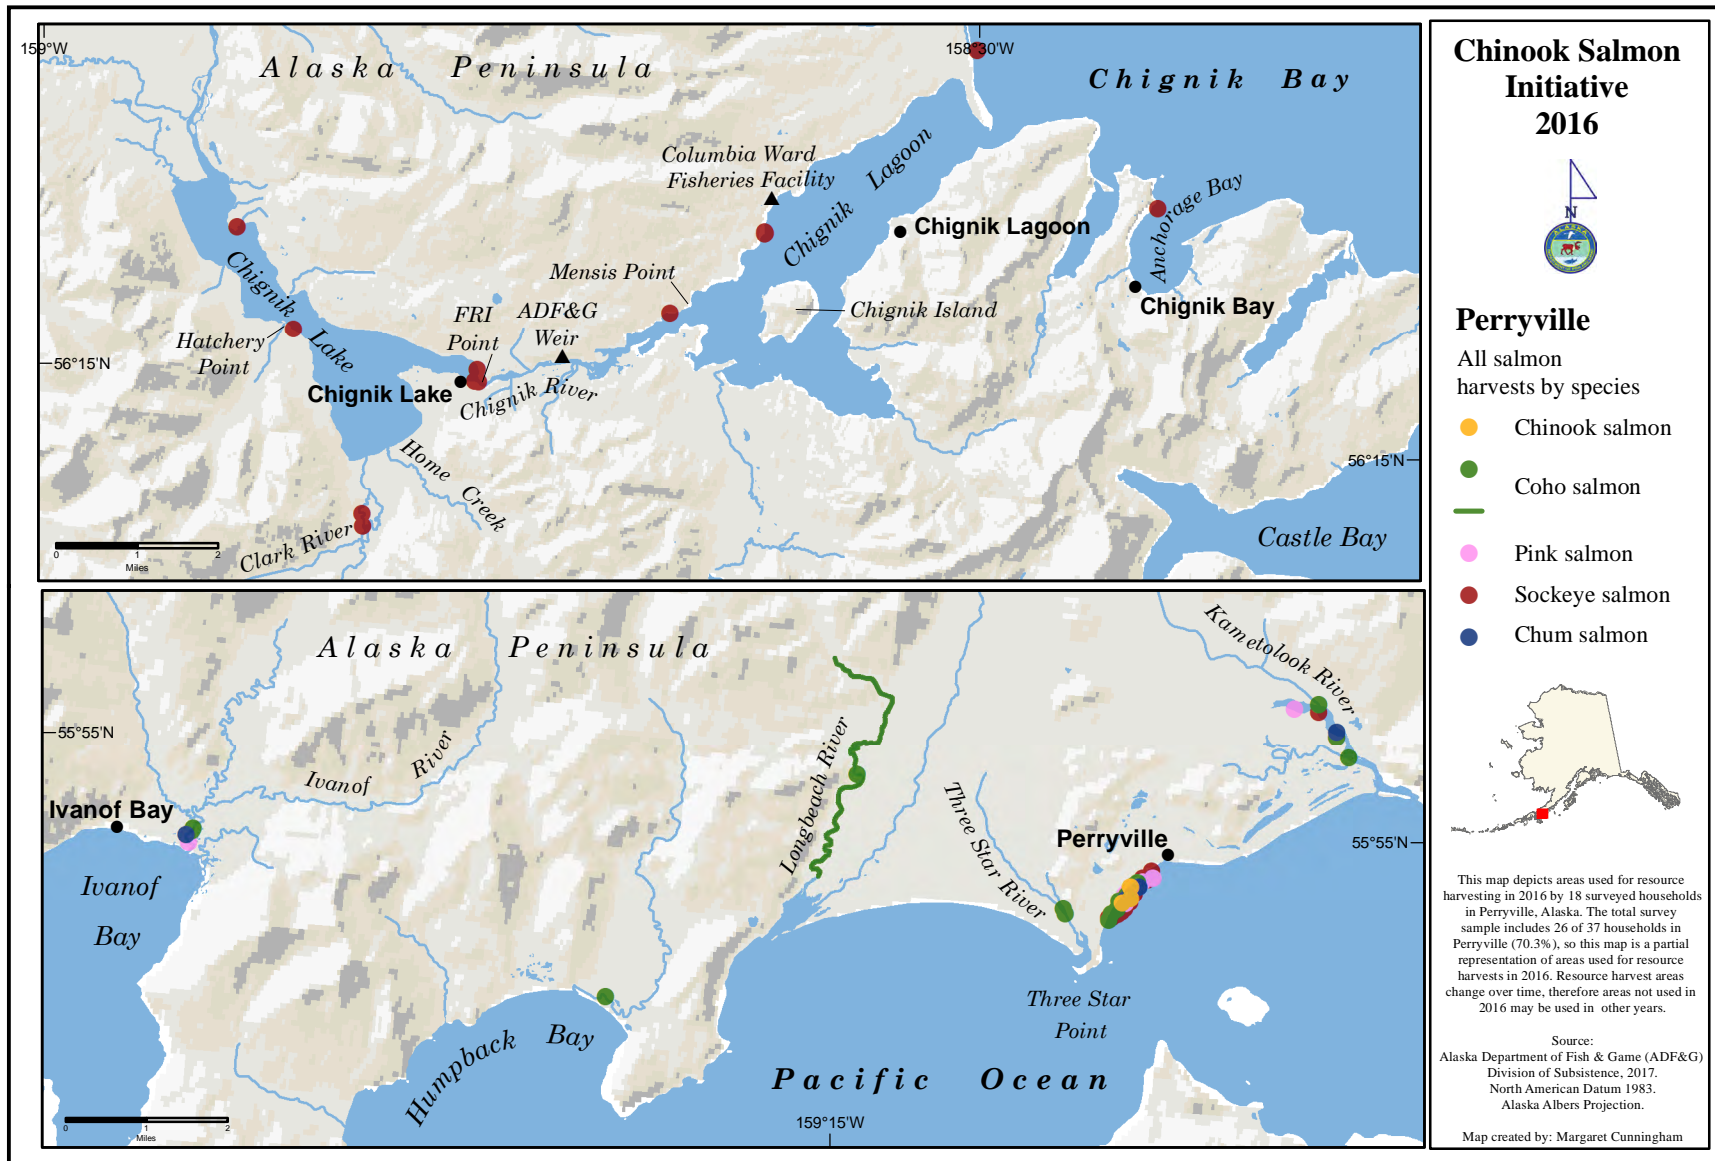 159°W
158°30'W
Alaska Peninsula
Chignik Bay
Columbia Ward
Fisheries Facility
Chignik Lagoon
Chignik Lagoon
Anchorage Bay
Chignik Bay
Mensis Point
Chignik Island
Chignik Lake
Hatchery
Point
FRI
Point
ADF&G
Weir
56°15'N
Chignik Lake
Chignik River
Home Creek
56°15'N
Clark River
Castle Bay
0 1 2
Miles
Alaska Peninsula
Kametolook River
55°55'N
Ivanof River
Longbeach River
Ivanof Bay
Three Star River
Perryville
55°55'N
Ivanof
Bay
Three Star
Point
Humpback Bay
Pacific Ocean
159°15'W
0 1 2
Miles
Chinook Salmon
Initiative
2016
N
ALASKA
Perryville
All salmon
harvests by species
Chinook salmon
Coho salmon
Pink salmon
Sockeye salmon
Chum salmon
This map depicts areas used for resource
harvesting in 2016 by 18 surveyed households
in Perryville, Alaska. The total survey
sample includes 26 of 37 households in
Perryville (70.3%), so this map is a partial
representation of areas used for resource
harvests in 2016. Resource harvest areas
change over time, therefore areas not used in
2016 may be used in other years.
Source:
Alaska Department of Fish & Game (ADF&G)
Division of Subsistence, 2017.
North American Datum 1983.
Alaska Albers Projection.
Map created by: Margaret Cunningham